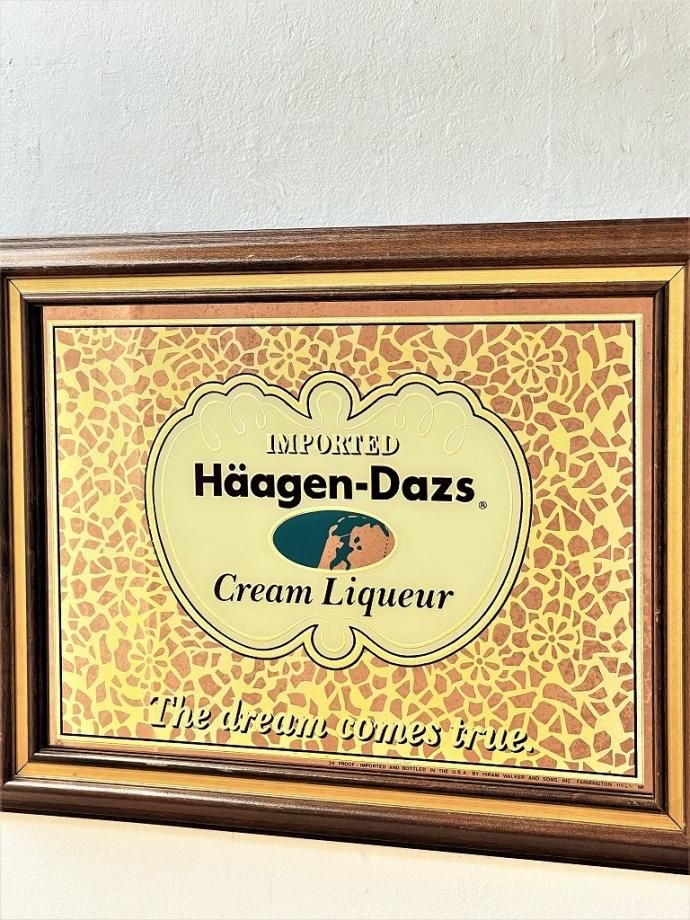 IMPORTED
Häagen-Dazs®
Cream Liqueur
The dream comes true.
34 PROOF - IMPORTED AND BOTTLED IN THE U.S.A. BY HIRAM WALKER AND SONS, INC. FARMINGTON HILLS, MI